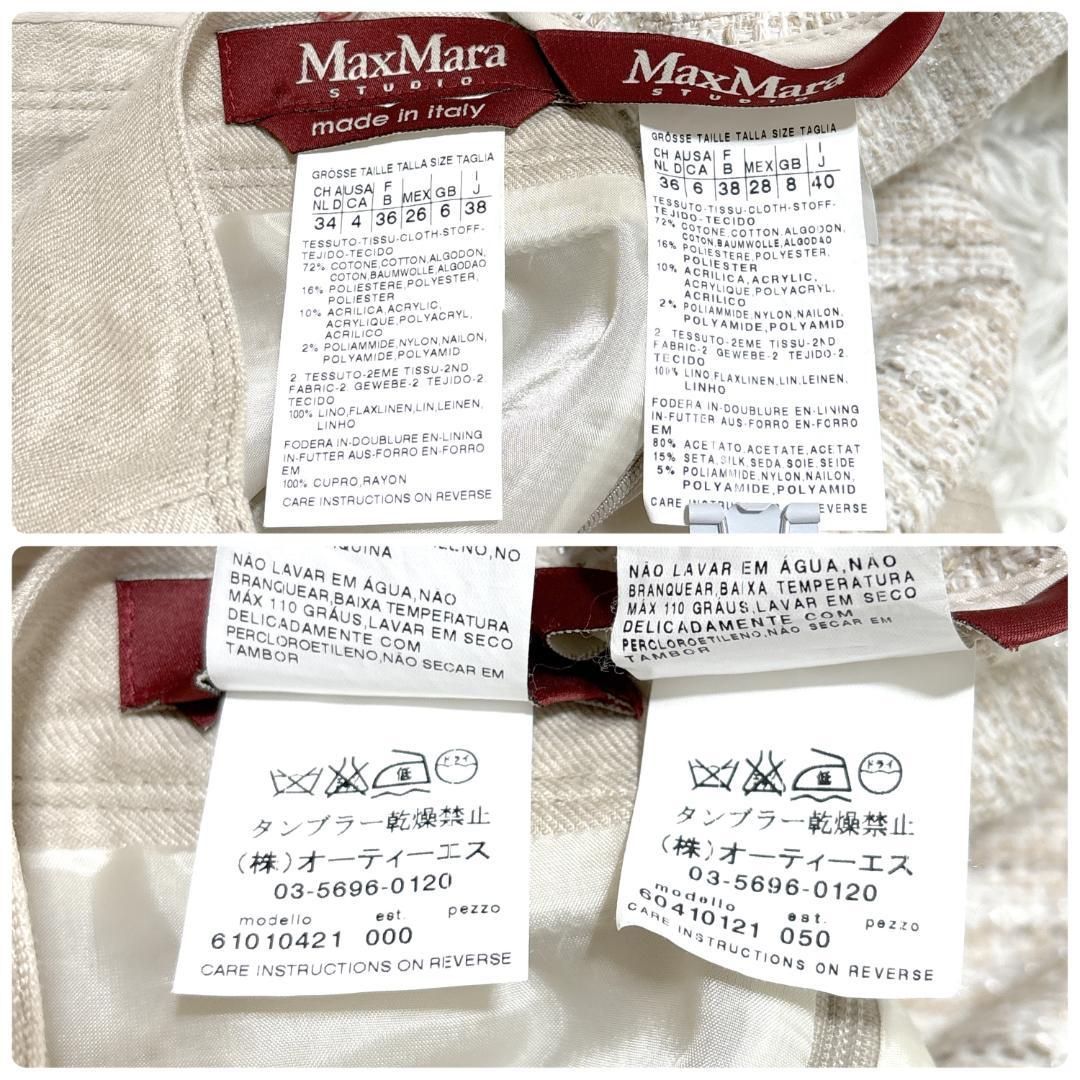 MaxMara
STUDIO
made in italy
GRÖSSE TAILLE TALLA SIZE TAGLIA
CH A USA F MEX GB I
NL D CA B J
34 4 36 26 6 38
TESSUTO-TISSU-CLOTH-STOFF-
TEJIDO-TECIDO
72% COTONE,COTTON,ALGODON,
COTON,BAUMWOLLE,ALGODAO
16% POLIESTERE,POLYESTER,
POLIESTER
10% ACRILICA,ACRYLIC,
ACRYLIQUE,POLYACRYL,
ACRILICO
2% POLIAMMIDE,NYLON,NAILON,
POLYAMIDE,POLYAMID
2 TESSUTO-2EME TISSU-2ND
FABRIC-2 GEWEBE-2 TEJIDO-2
TECIDO
100% LINO,FLAXLINEN,LIN,LEINEN,
LINHO
FODERA IN-DOUBLURE EN-LINING
IN-FUTTER AUS-FORRO EN-FORRO
EM
100% CUPRO,RAYON
CARE INSTRUCTIONS ON REVERSE
MaxMara
STUDIO
GRÖSSE TAILLE TALLA SIZE TAGLIA
CH A USA F MEX GB I
NL D CA B J
36 6 38 28 8 40
TESSUTO-TISSU-CLOTH-STOFF-
TEJIDO-TECIDO
72% COTONE,COTTON,ALGODON,
COTON,BAUMWOLLE,ALGODAO
16% POLIESTERE,POLYESTER,
POLIESTER
10% ACRILICA,ACRYLIC,
ACRYLIQUE,POLYACRYL,
ACRILICO
2% POLIAMMIDE,NYLON,NAILON,
POLYAMIDE,POLYAMID
2 TESSUTO-2EME TISSU-2ND
FABRIC-2 GEWEBE-2 TEJIDO-2
TECIDO
100% LINO,FLAXLINEN,LIN,LEINEN,
LINHO
FODERA IN-DOUBLURE EN-LINING
IN-FUTTER AUS-FORRO EN-FORRO
EM
80% ACETATO,ACETATE,ACETAT
15% SETA,SILK,SEDA,SOIE,SEIDE
5% POLIAMMIDE,NYLON,NAILON,
POLYAMIDE,POLYAMID
CARE EVERSE
NÃO LAVAR EM ÁGUA,NÃO
BRANQUEAR,BAIXA TEMPERATURA
MÁX 110 GRÁUS,LAVAR EM SECO
DELICADAMENTE COM
PERCLOROETILENO,NÃO SECAR EM
TAMBOR
低
ドライ
タンブラー乾燥禁止
(株)オーティーエス
03-5696-0120
modello est. pezzo
61010421 000
CARE INSTRUCTIONS ON REVERSE
NÃO LAVAR EM ÁGUA,NÃO
BRANQUEAR,BAIXA TEMPERATURA
MÁX 110 GRÁUS,LAVAR EM SECO
DELICADAMENTE COM
PERCLOROETILENO,NÃO SECAR EM
TAMBOR
低
ドライ
タンブラー乾燥禁止
(株)オーティーエス
03-5696-0120
modello est. pezzo
60410121 050
CARE INSTRUCTIONS ON REVERSE